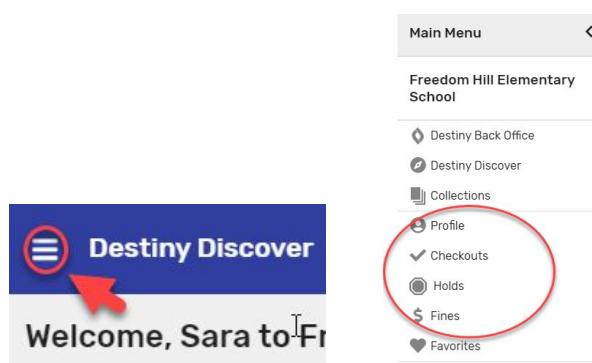 Main Menu
Freedom Hill Elementary
School
Destiny Back Office
Destiny Discover
Collections
Profile
Checkouts
Holds
$ Fines
Favorites
Destiny Discover
Welcome, Sara to Fr